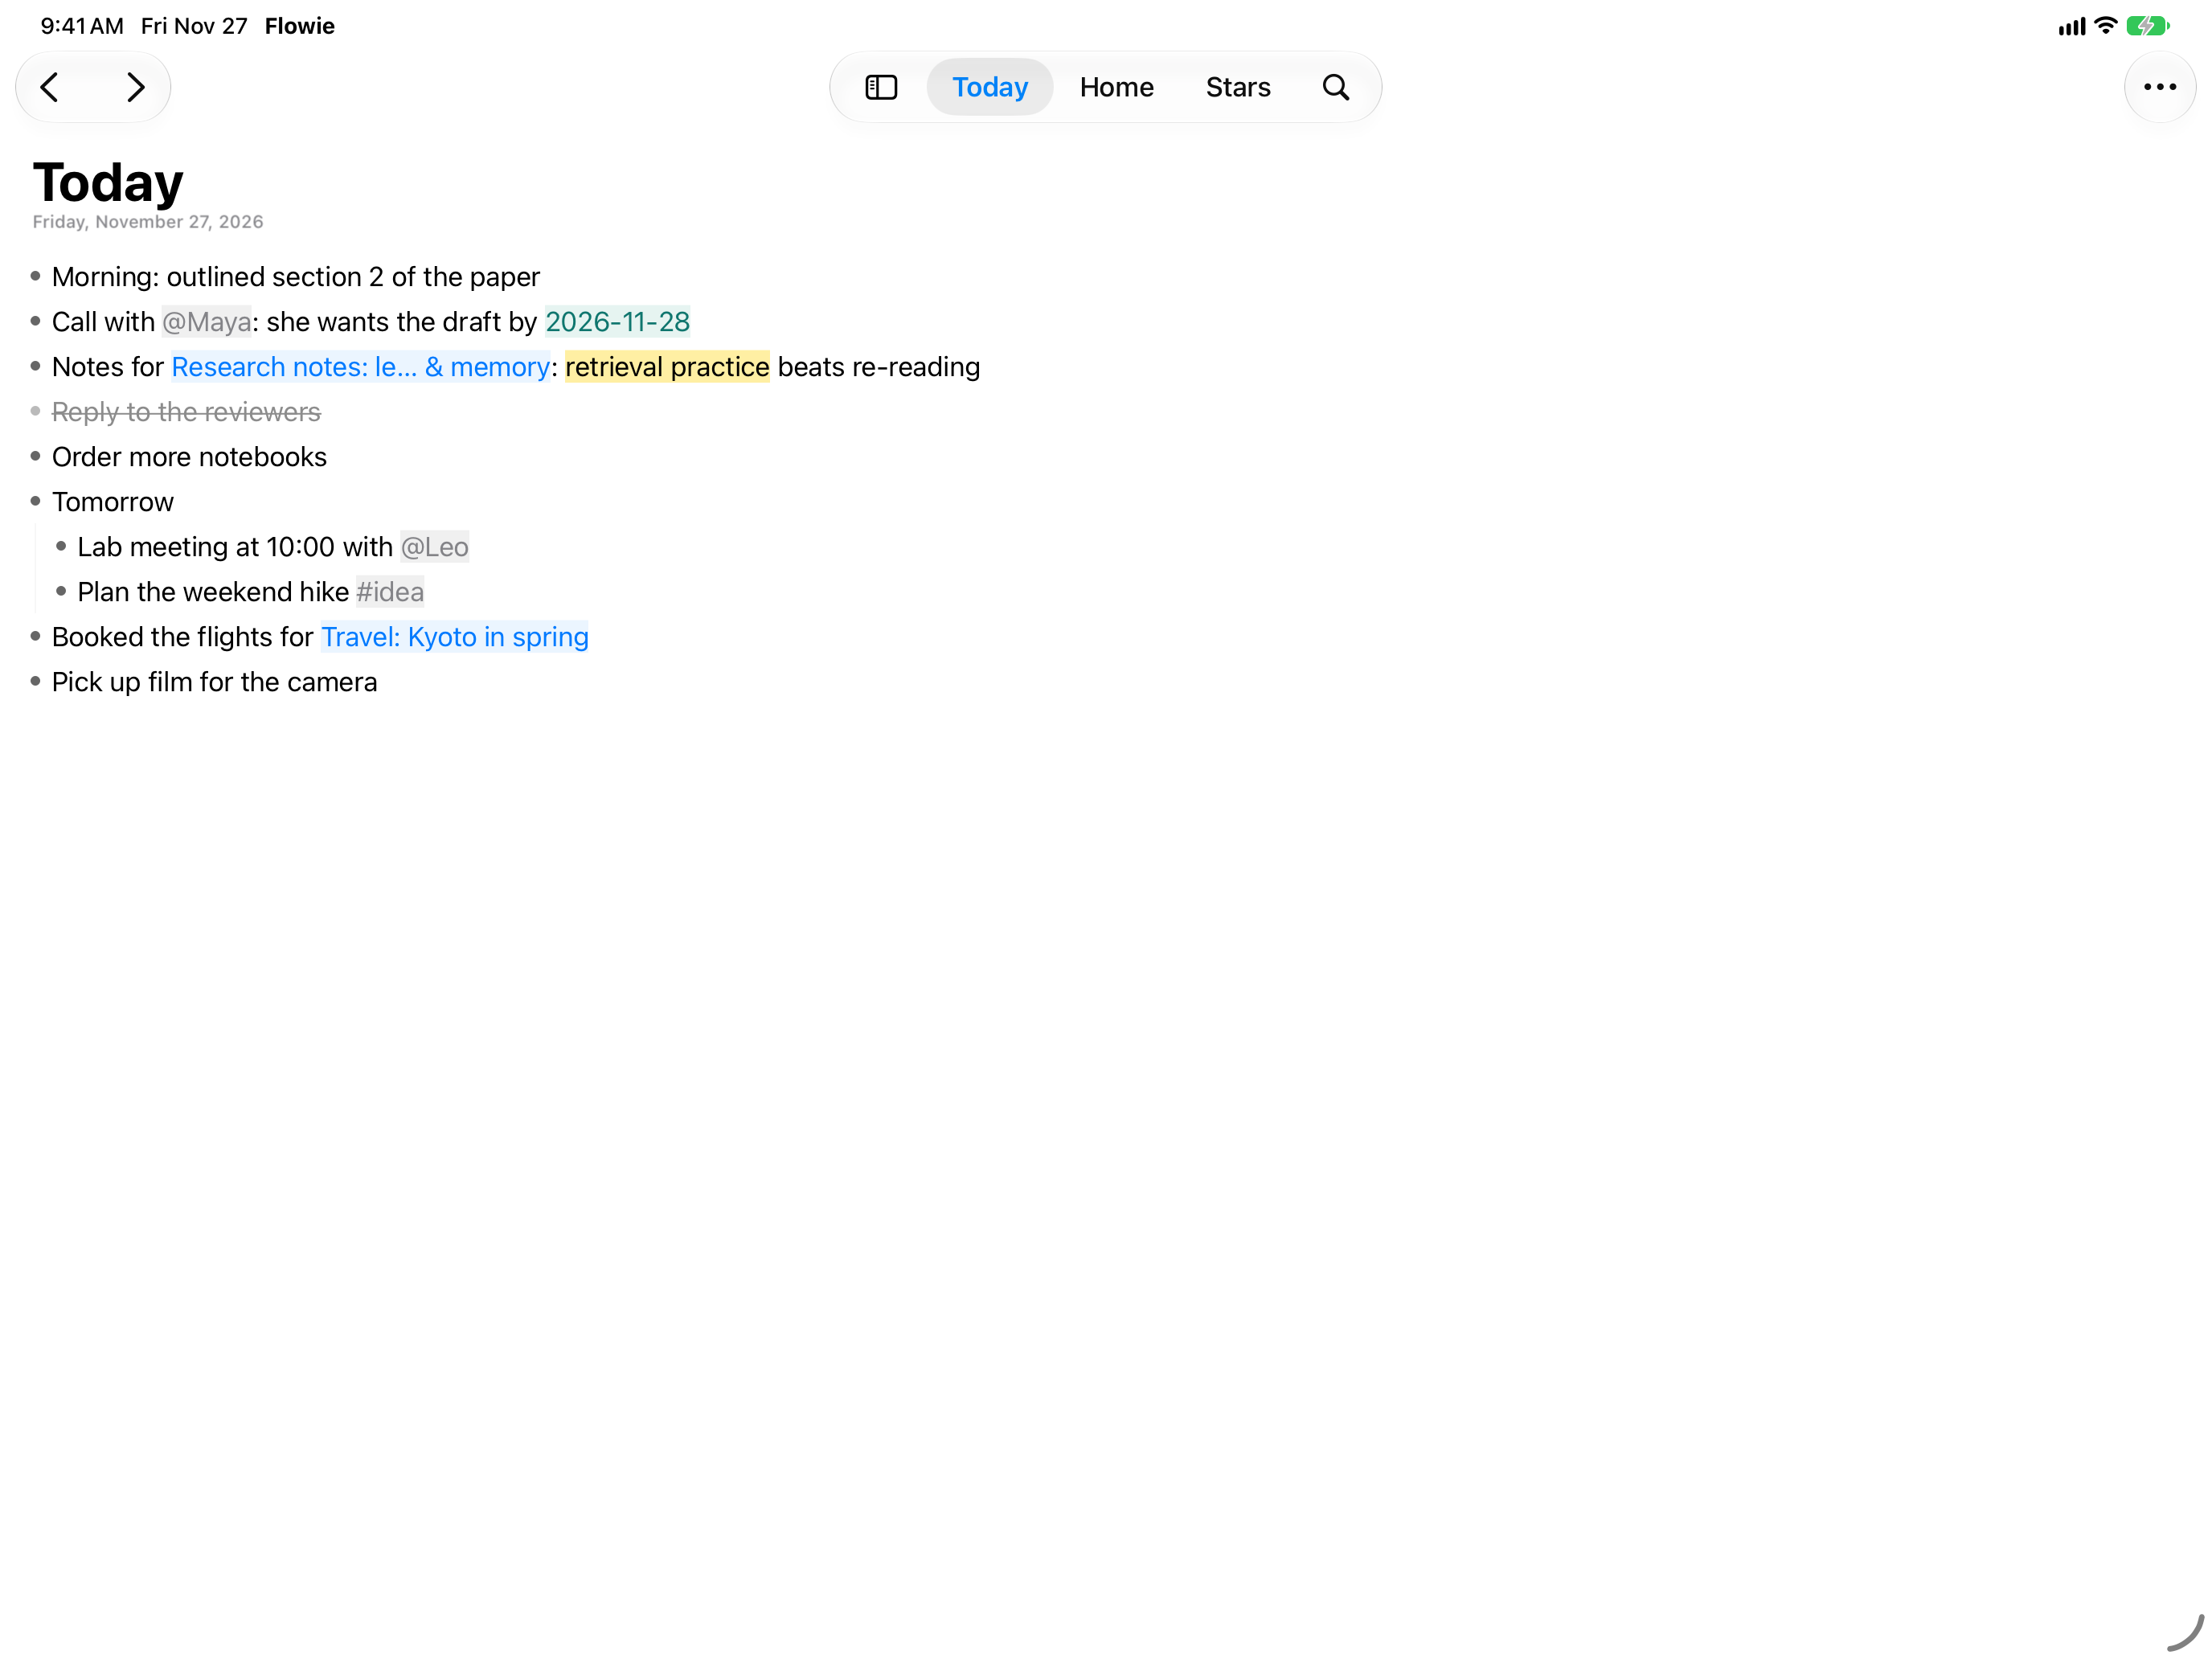 9:41 AM Fri Nov 27 Flowie
Today Home Stars
Today
Friday, November 27, 2026
Morning: outlined section 2 of the paper
Call with @Maya: she wants the draft by 2026-11-28
Notes for Research notes: le... & memory: retrieval practice beats re-reading
Reply to the reviewers
Order more notebooks
Tomorrow
Lab meeting at 10:00 with @Leo
Plan the weekend hike #idea
Booked the flights for Travel: Kyoto in spring
Pick up film for the camera